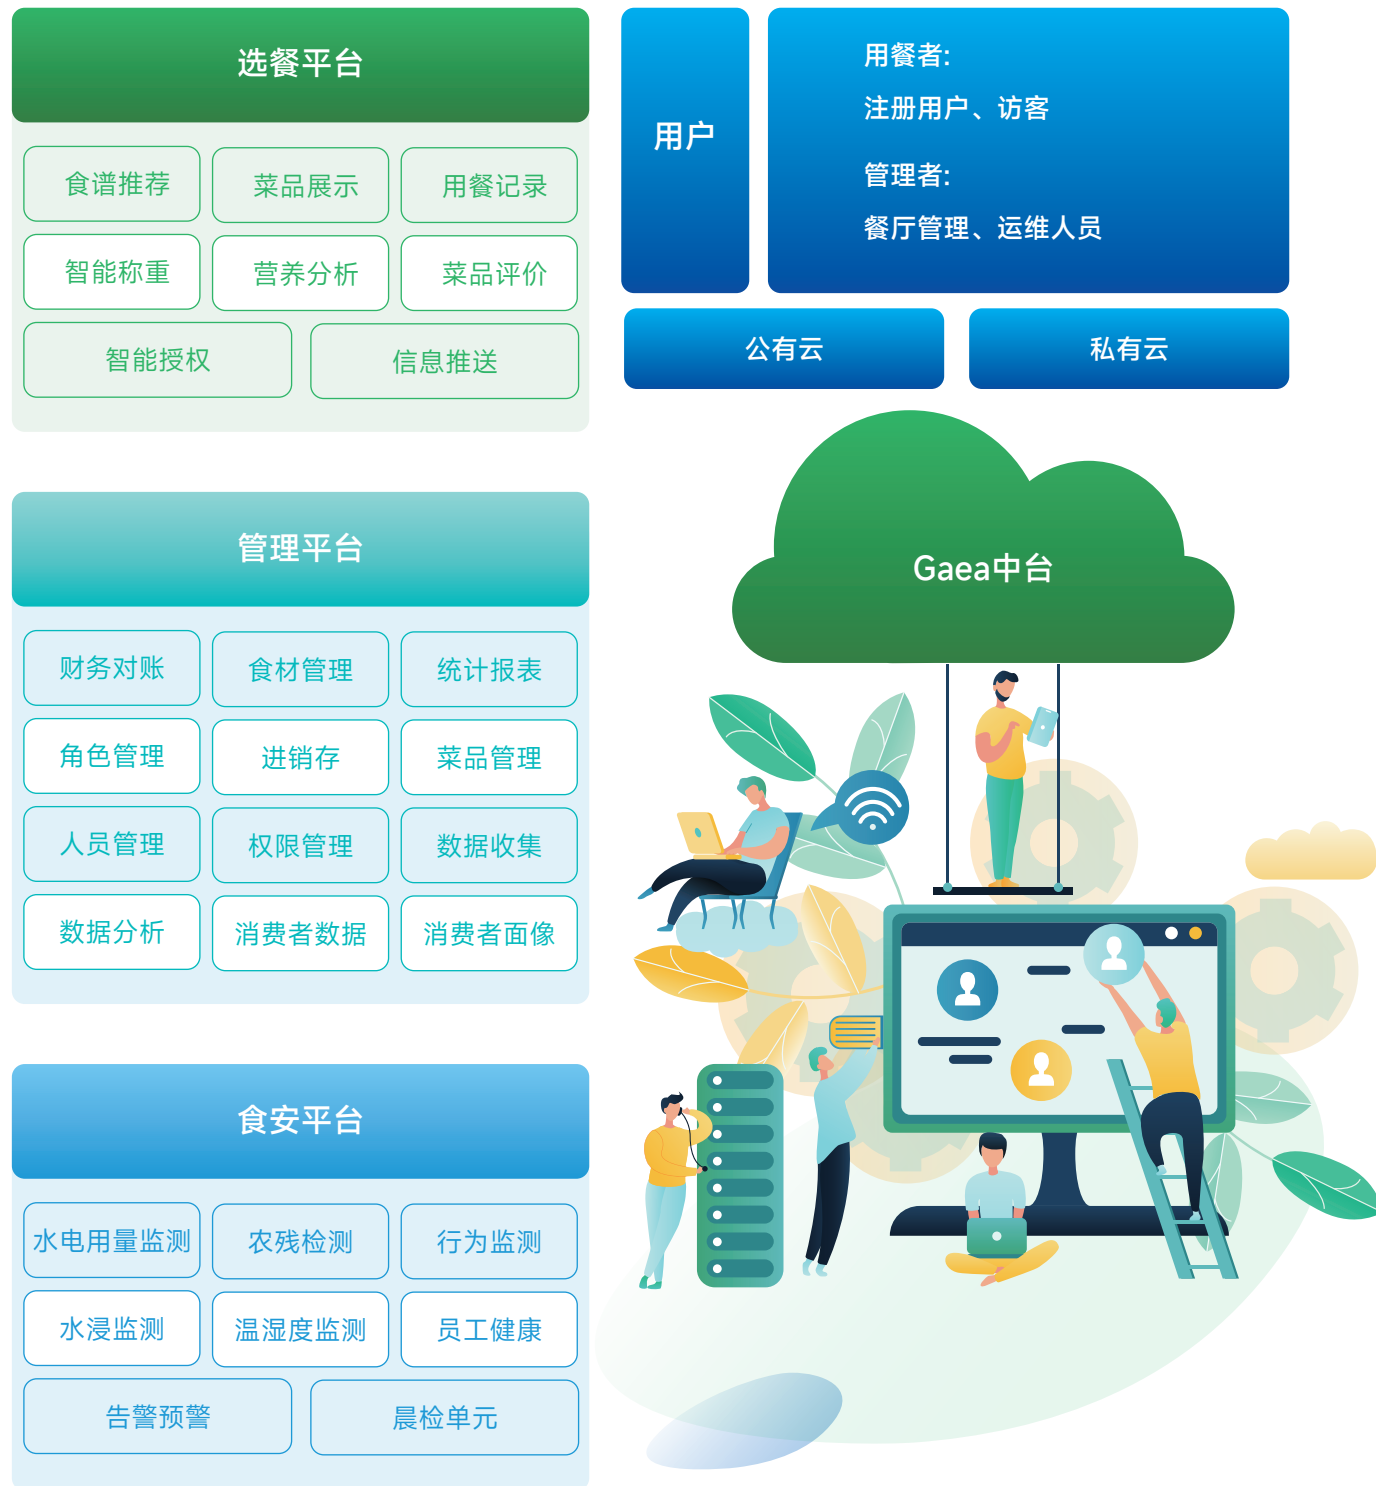 选餐平台
食谱推荐
菜品展示
用餐记录
智能称重
营养分析
菜品评价
智能授权
信息推送
管理平台
财务对账
食材管理
统计报表
角色管理
进销存
菜品管理
人员管理
权限管理
数据收集
数据分析
消费者数据
消费者面像
食安平台
水电用量监测
农残检测
行为监测
水浸监测
温湿度监测
员工健康
告警预警
晨检单元
用户
用餐者:
注册用户、访客
管理者:
餐厅管理、运维人员
公有云
私有云
Gaea中台